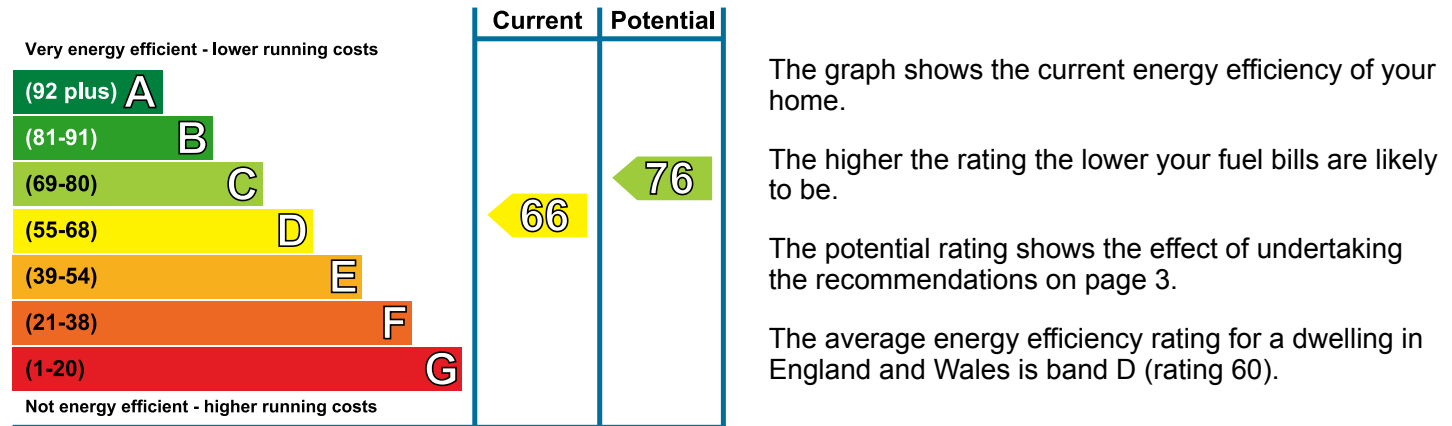 Current Potential
Very energy efficient - lower running costs
(92 plus) A
(81-91) B
(69-80) C
(55-68) D
(39-54) E
(21-38) F
(1-20) G
Not energy efficient - higher running costs
66
76
The graph shows the current energy efficiency of your
home.
The higher the rating the lower your fuel bills are likely
to be.
The potential rating shows the effect of undertaking
the recommendations on page 3.
The average energy efficiency rating for a dwelling in
England and Wales is band D (rating 60).